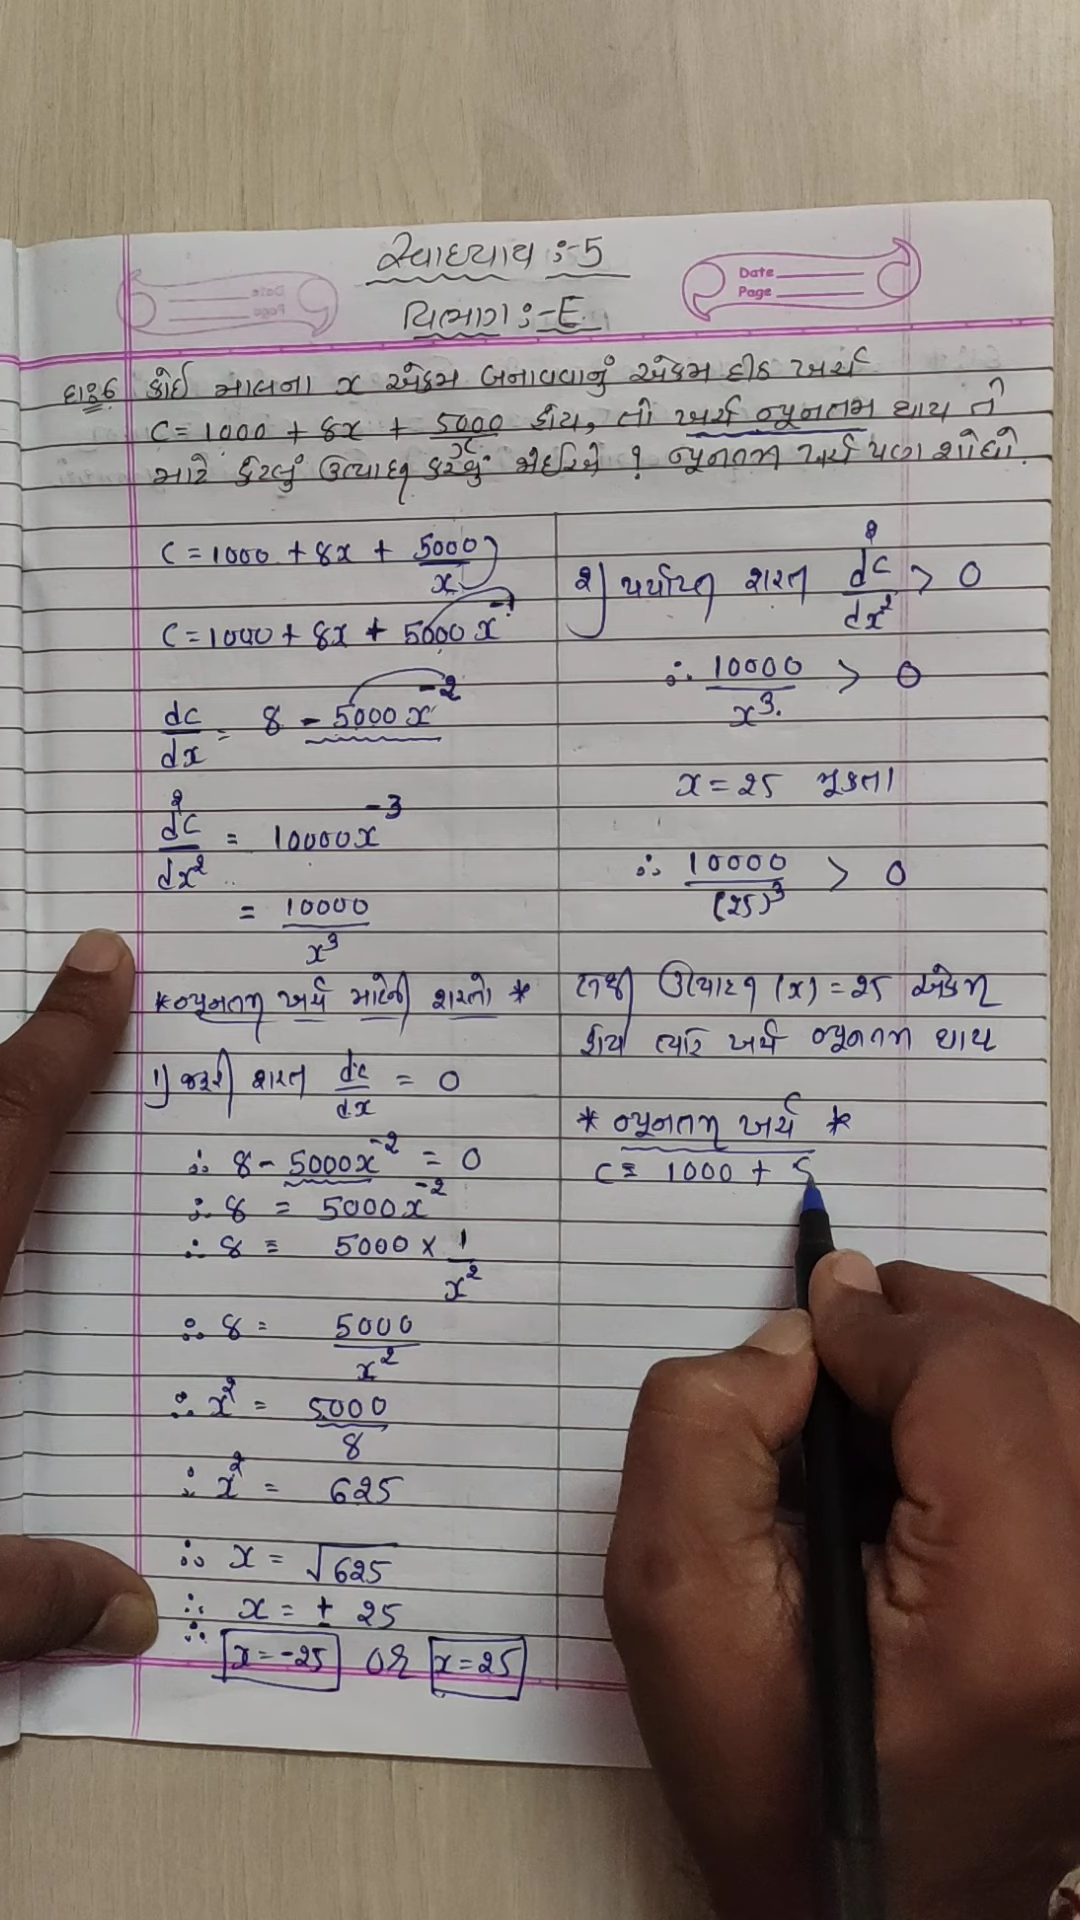 સ્વાધ્યાય :-5
વિભાગ :-E
Date
Page
દા.રૂ.6 કોઈ માલના x એકમ બનાવવાનું એકમ દીઠ ખર્ચ
C = 1000 + 8x + 5000/x હોય, તો ખર્ચ ન્યૂનતમ થાય તે
માટે કેટલું ઉત્પાદન કરવું જોઈએ ? ન્યૂનતમ ખર્ચ પણ શોધો.
C = 1000 + 8x + 5000/x
C = 1000 + 8x + 5000x⁻¹
dc/dx = 8 - 5000x⁻²
d²c/dx² = 10000x⁻³
= 10000/x³
*ન્યૂનતમ ખર્ચ માટેની શરતો *
1) જરૂરી શરત dc/dx = 0
∴ 8 - 5000x⁻² = 0
∴ 8 = 5000x⁻²
∴ 8 = 5000 × 1/x²
∴ 8 = 5000/x²
∴ x² = 5000/8
∴ x² = 625
∴ x = √625
∴ x = ± 25
∴ x = -25 OR x = 25
2) પર્યાપ્ત શરત d²c/dx² > 0
∴ 10000/x³ > 0
x = 25 મૂકતા
∴ 10000/(25)³ > 0
તેથી ઉત્પાદન (x) = 25 એકમ
હોય ત્યારે ખર્ચ ન્યૂનતમ થાય
* ન્યૂનતમ ખર્ચ *
C = 1000 +